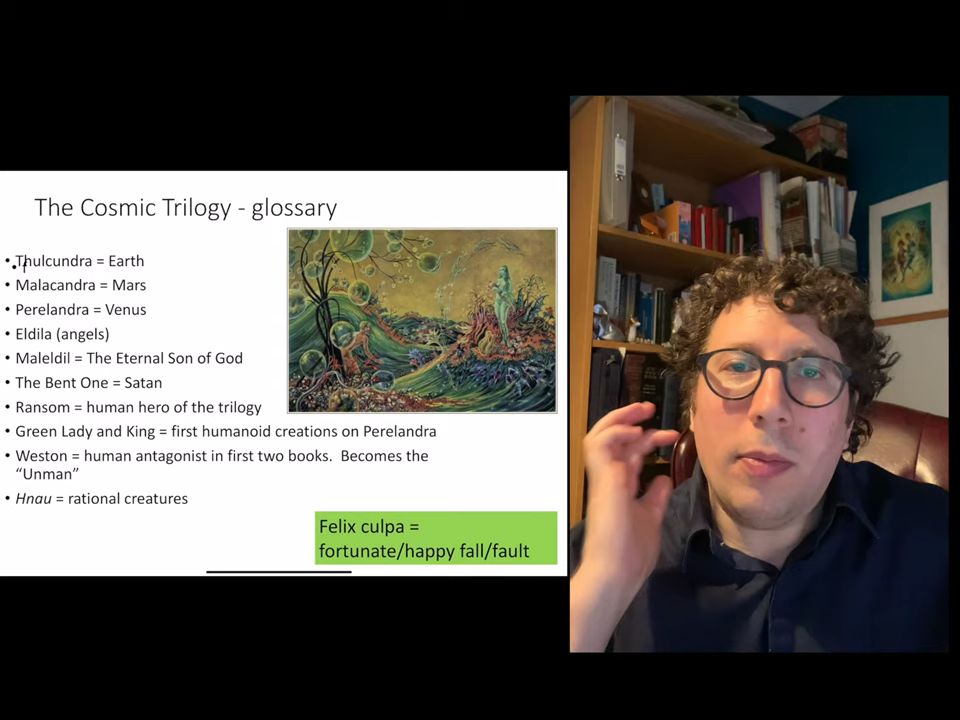 The Cosmic Trilogy - glossary
• Thulcundra = Earth
• Malacandra = Mars
• Perelandra = Venus
• Eldila (angels)
• Maleldil = The Eternal Son of God
• The Bent One = Satan
• Ransom = human hero of the trilogy
• Green Lady and King = first humanoid creations on Perelandra
• Weston = human antagonist in first two books. Becomes the
“Unman”
• Hnau = rational creatures
Felix culpa =
fortunate/happy fall/fault